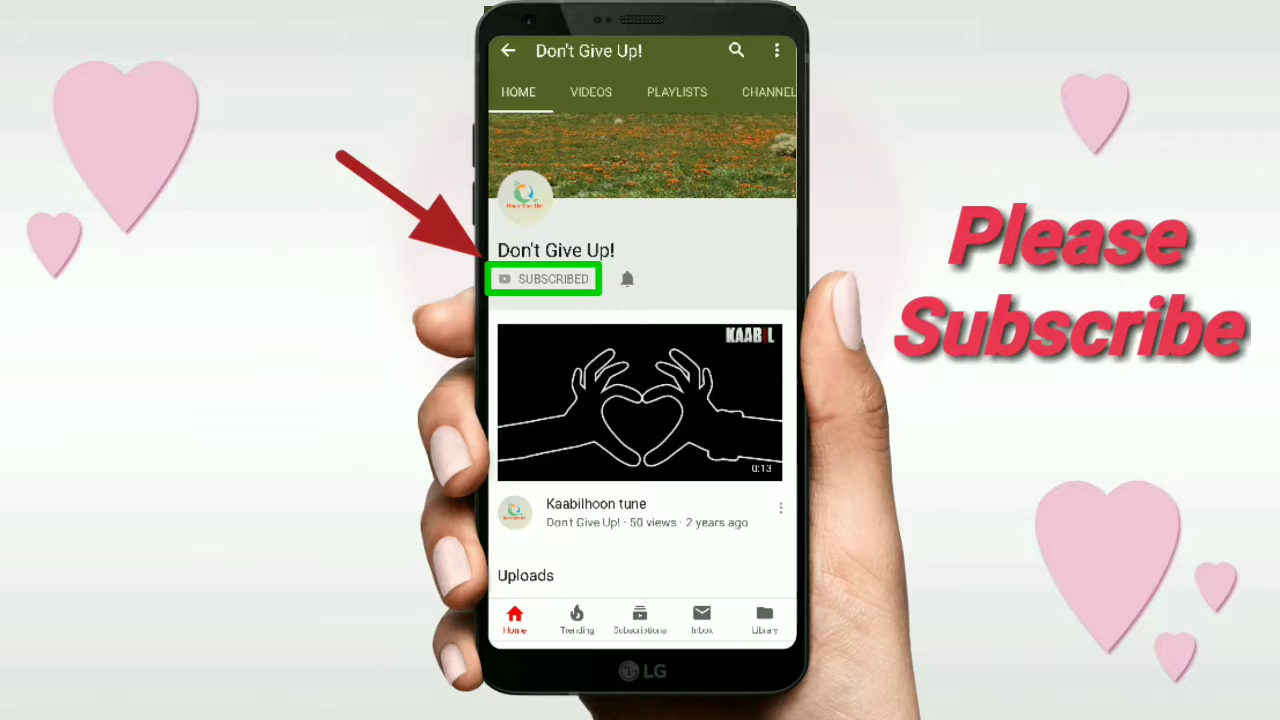 Don't Give Up!
HOME VIDEOS PLAYLISTS CHANNEL
Don't Give Up!
SUBSCRIBED
KAABIL
0:13
Kaabilhoon tune
Don't Give Up! · 50 views · 2 years ago
Uploads
Home Trending Subscriptions Inbox Library
LG
Please
Subscribe